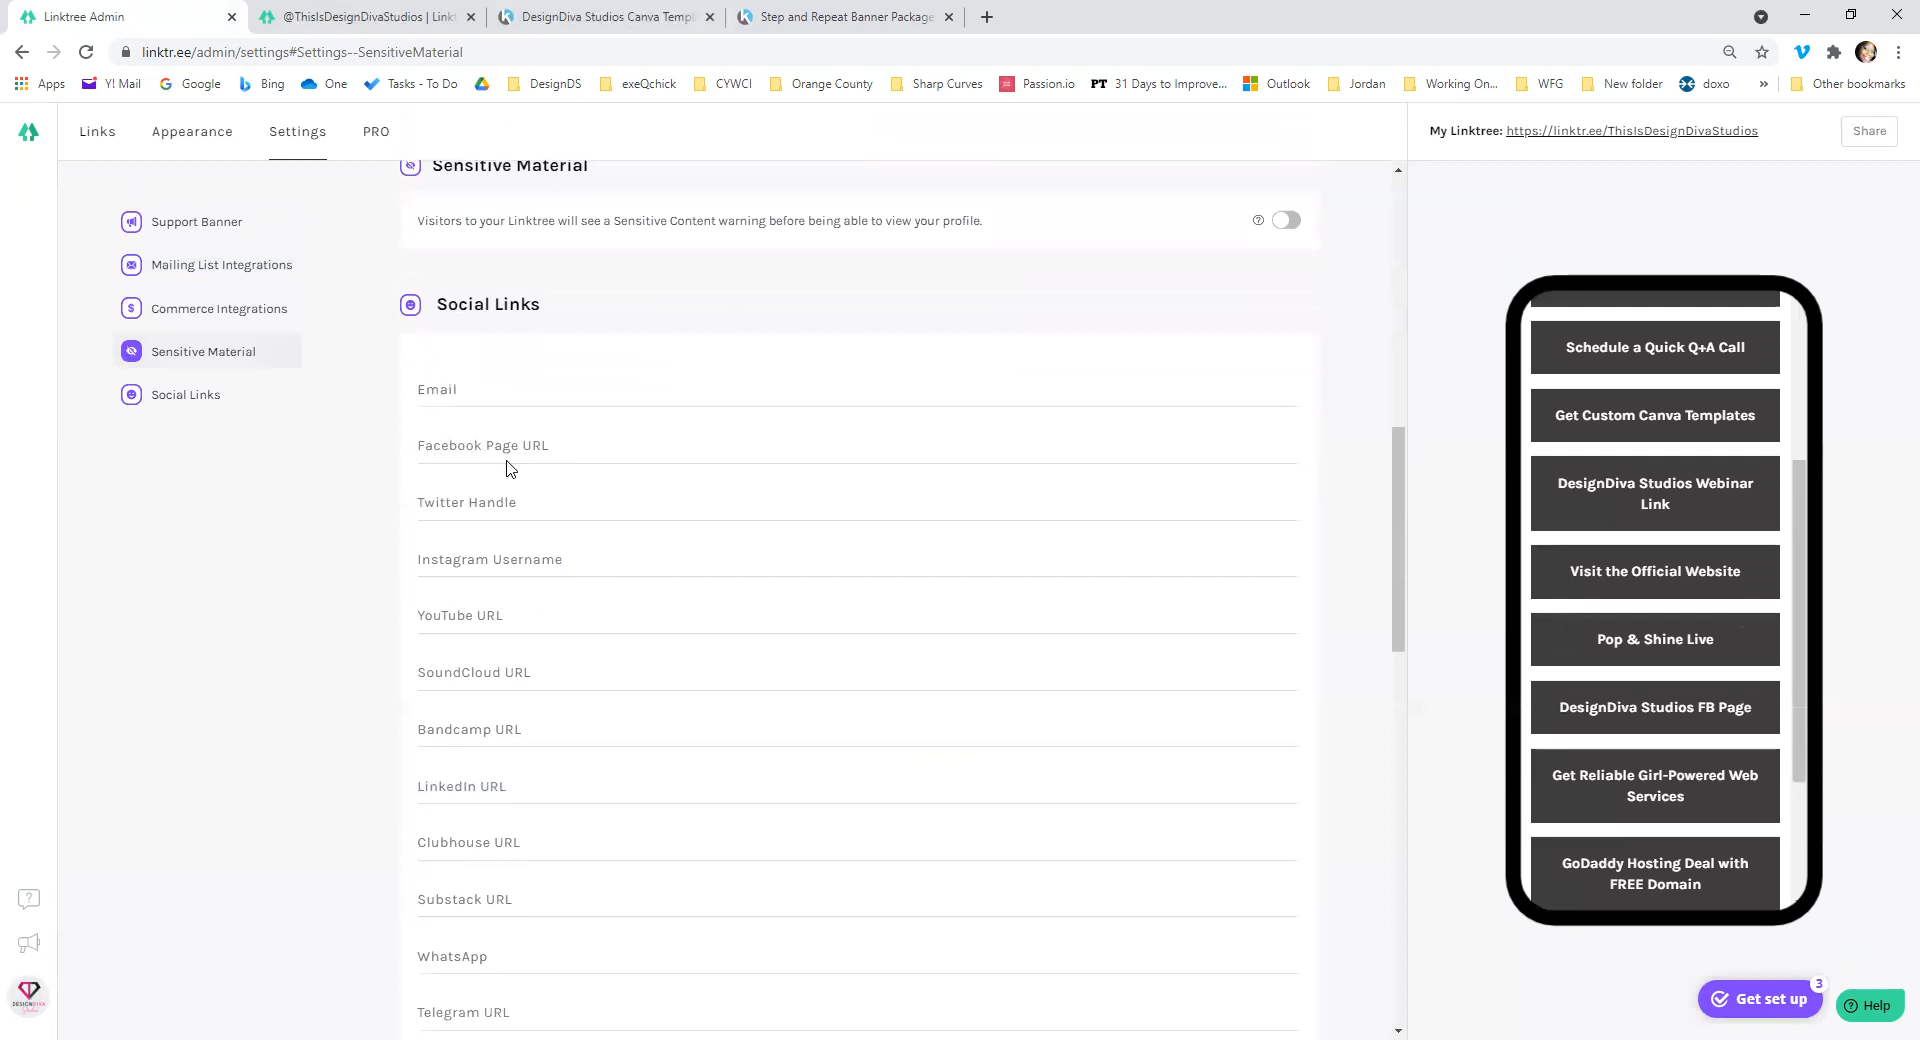 Linktree Admin
@ThisIsDesignDivaStudios | Linkt
DesignDiva Studios Canva Templ
Step and Repeat Banner Package
linktr.ee/admin/settings#Settings--SensitiveMaterial
Apps
Y! Mail
Google
Bing
One
Tasks - To Do
DesignDS
exeQchick
CYWCI
Orange County
Sharp Curves
Passion.io
PT 31 Days to Improve...
Outlook
Jordan
Working On...
WFG
New folder
doxo
»
Other bookmarks
Links
Appearance
Settings
PRO
My Linktree: https://linktr.ee/ThisIsDesignDivaStudios
Share
Support Banner
Mailing List Integrations
Commerce Integrations
Sensitive Material
Social Links
Sensitive Material
Visitors to your Linktree will see a Sensitive Content warning before being able to view your profile.
Social Links
Email
Facebook Page URL
Twitter Handle
Instagram Username
YouTube URL
SoundCloud URL
Bandcamp URL
LinkedIn URL
Clubhouse URL
Substack URL
WhatsApp
Telegram URL
Schedule a Quick Q+A Call
Get Custom Canva Templates
DesignDiva Studios Webinar
Link
Visit the Official Website
Pop & Shine Live
DesignDiva Studios FB Page
Get Reliable Girl-Powered Web
Services
GoDaddy Hosting Deal with
FREE Domain
Get set up
3
Help